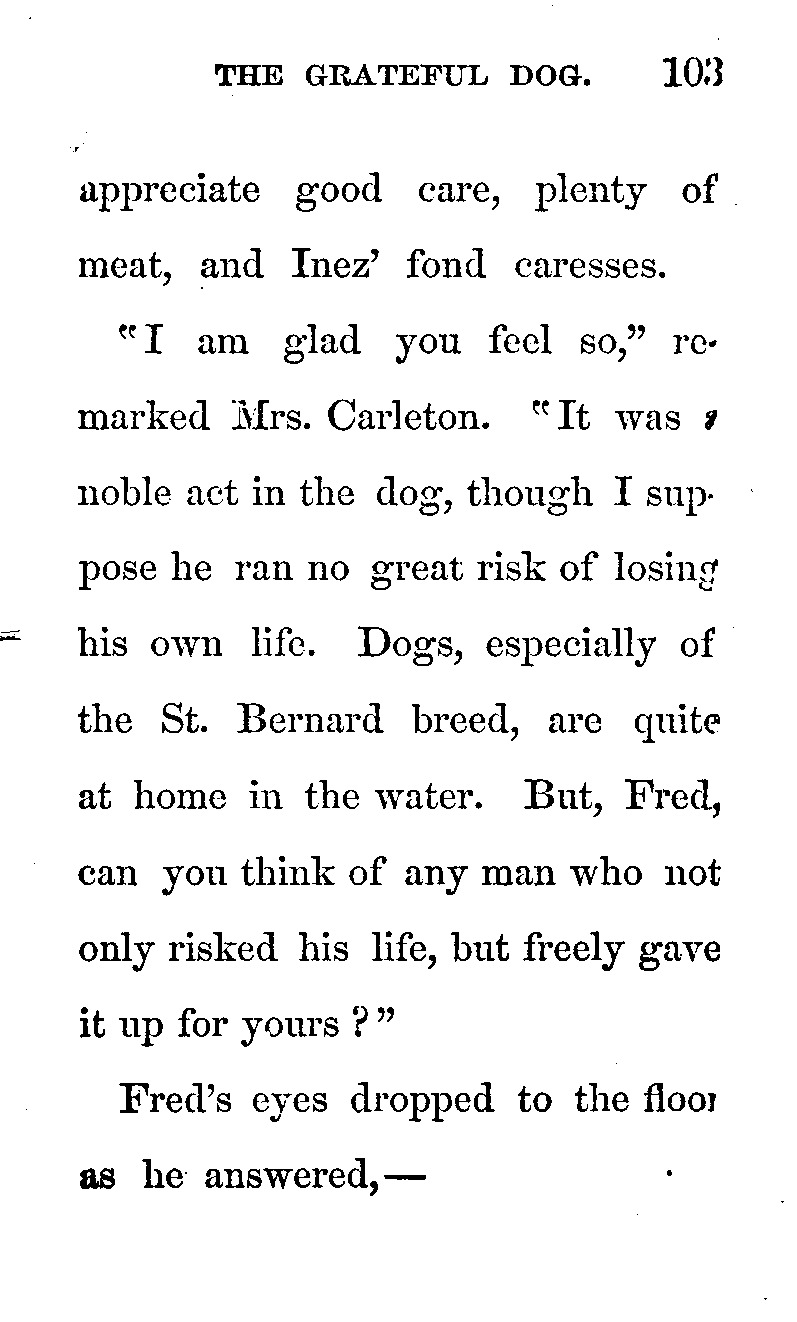 THE GRATEFUL DOG. 103
appreciate good care, plenty of
meat, and Inez’ fond caresses.
“I am glad you feel so,” re-
marked Mrs. Carleton. “It was a
noble act in the dog, though I sup-
pose he ran no great risk of losing
his own life. Dogs, especially of
the St. Bernard breed, are quite
at home in the water. But, Fred,
can you think of any man who not
only risked his life, but freely gave
it up for yours?”
Fred’s eyes dropped to the floor
as he answered,—